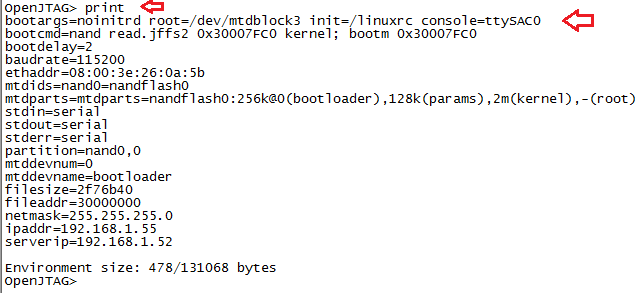 OpenJTAG> print
bootargs=noinitrd root=/dev/mtdblock3 init=/linuxrc console=ttySAC0
bootcmd=nand read.jffs2 0x30007FC0 kernel; bootm 0x30007FC0
bootdelay=2
baudrate=115200
ethaddr=08:00:3e:26:0a:5b
mtdids=nand0=nandflash0
mtdparts=mtdparts=nandflash0:256k@0(bootloader),128k(params),2m(kernel),-(root)
stdin=serial
stdout=serial
stderr=serial
partition=nand0,0
mtddevnum=0
mtddevname=bootloader
filesize=2f76b40
fileaddr=30000000
netmask=255.255.255.0
ipaddr=192.168.1.55
serverip=192.168.1.52
Environment size: 478/131068 bytes
OpenJTAG>